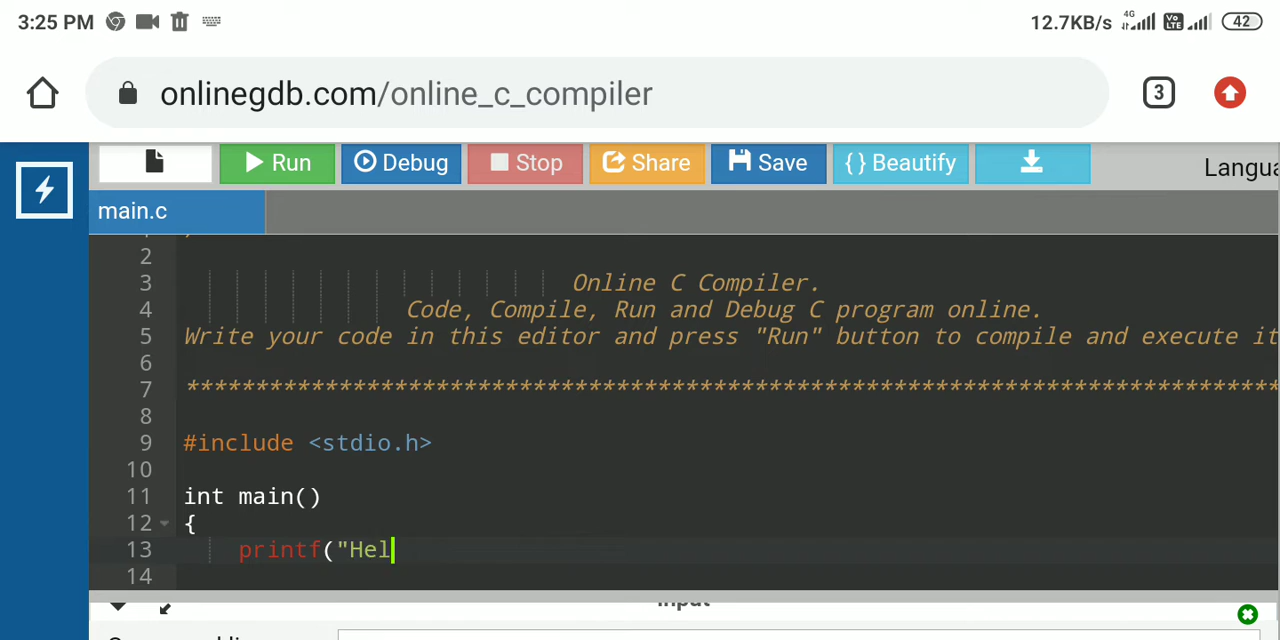 3:25 PM 12.7KB/s 4G Vo LTE 42
onlinegdb.com/online_c_compiler 3
Run Debug Stop Share Save { } Beautify Langua
main.c
2
3 Online C Compiler.
4 Code, Compile, Run and Debug C program online.
5 Write your code in this editor and press "Run" button to compile and execute it
6
7 *******************************************************************************
8
9 #include <stdio.h>
10
11 int main()
12 {
13 printf("Hel
14
input